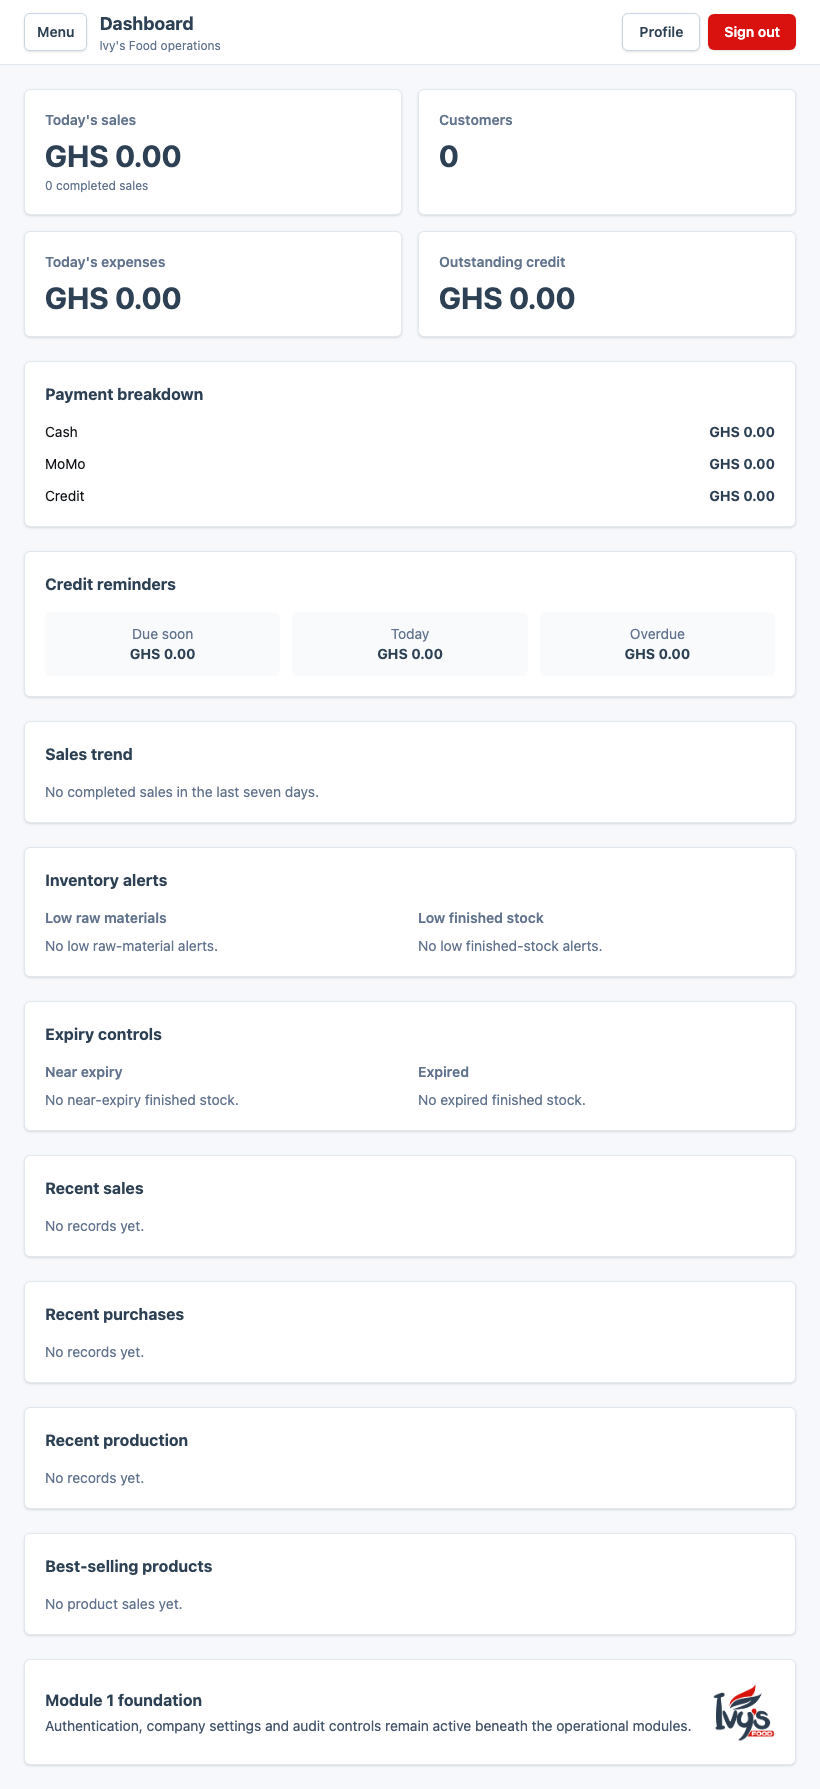 Menu
Dashboard
Ivy's Food operations
Profile
Sign out
Today's sales
GHS 0.00
0 completed sales
Customers
0
Today's expenses
GHS 0.00
Outstanding credit
GHS 0.00
Payment breakdown
Cash GHS 0.00
MoMo GHS 0.00
Credit GHS 0.00
Credit reminders
Due soon
GHS 0.00
Today
GHS 0.00
Overdue
GHS 0.00
Sales trend
No completed sales in the last seven days.
Inventory alerts
Low raw materials
No low raw-material alerts.
Low finished stock
No low finished-stock alerts.
Expiry controls
Near expiry
No near-expiry finished stock.
Expired
No expired finished stock.
Recent sales
No records yet.
Recent purchases
No records yet.
Recent production
No records yet.
Best-selling products
No product sales yet.
Module 1 foundation
Authentication, company settings and audit controls remain active beneath the operational modules.
Ivy's
FOOD